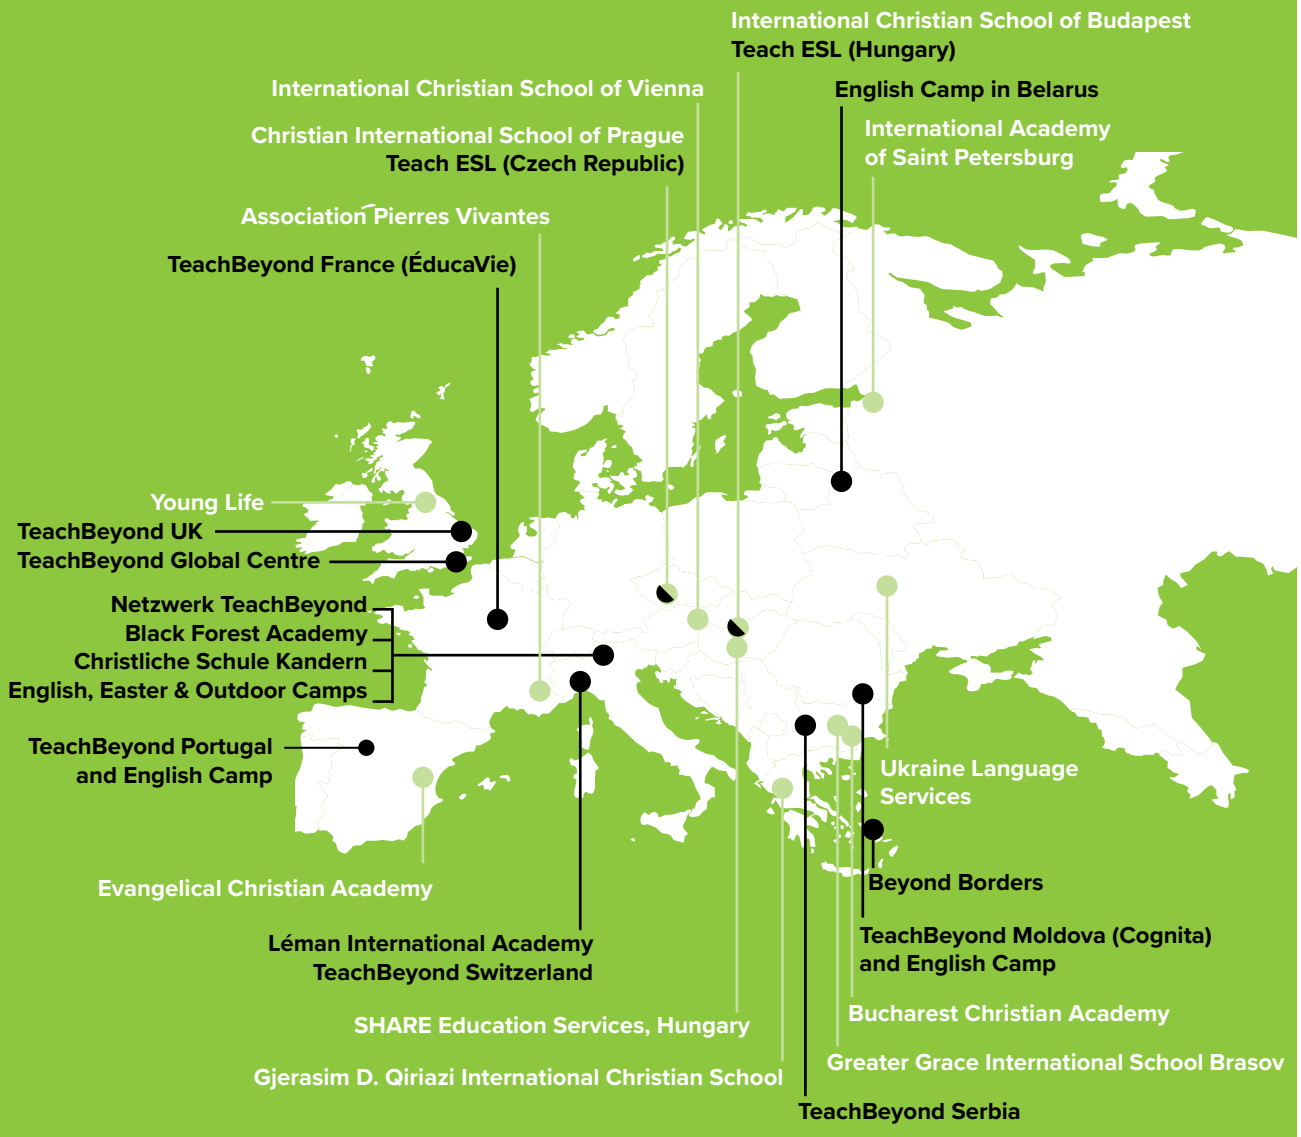 International Christian School of Budapest
Teach ESL (Hungary)
International Christian School of Vienna
English Camp in Belarus
Christian International School of Prague
Teach ESL (Czech Republic)
International Academy
of Saint Petersburg
Association Pierres Vivantes
TeachBeyond France (ÉducaVie)
Young Life
TeachBeyond UK
TeachBeyond Global Centre
Netzwerk TeachBeyond
Black Forest Academy
Christliche Schule Kandern
English, Easter & Outdoor Camps
TeachBeyond Portugal
and English Camp
Ukraine Language
Services
Evangelical Christian Academy
Beyond Borders
Léman International Academy
TeachBeyond Switzerland
TeachBeyond Moldova (Cognita)
and English Camp
SHARE Education Services, Hungary
Bucharest Christian Academy
Gjerasim D. Qiriazi International Christian School
Greater Grace International School Brasov
TeachBeyond Serbia